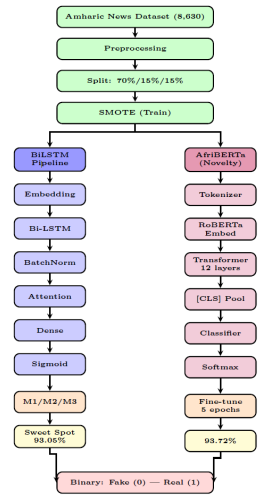 Amharic News Dataset (8,630)
Preprocessing
Split: 70%/15%/15%
SMOTE (Train)
BiLSTM
Pipeline
Embedding
Bi-LSTM
BatchNorm
Attention
Dense
Sigmoid
M1/M2/M3
Sweet Spot
93.05%
AfriBERTa
(Novelty)
Tokenizer
RoBERTa
Embed
Transformer
12 layers
[CLS] Pool
Classifier
Softmax
Fine-tune
5 epochs
93.72%
Binary: Fake (0) — Real (1)